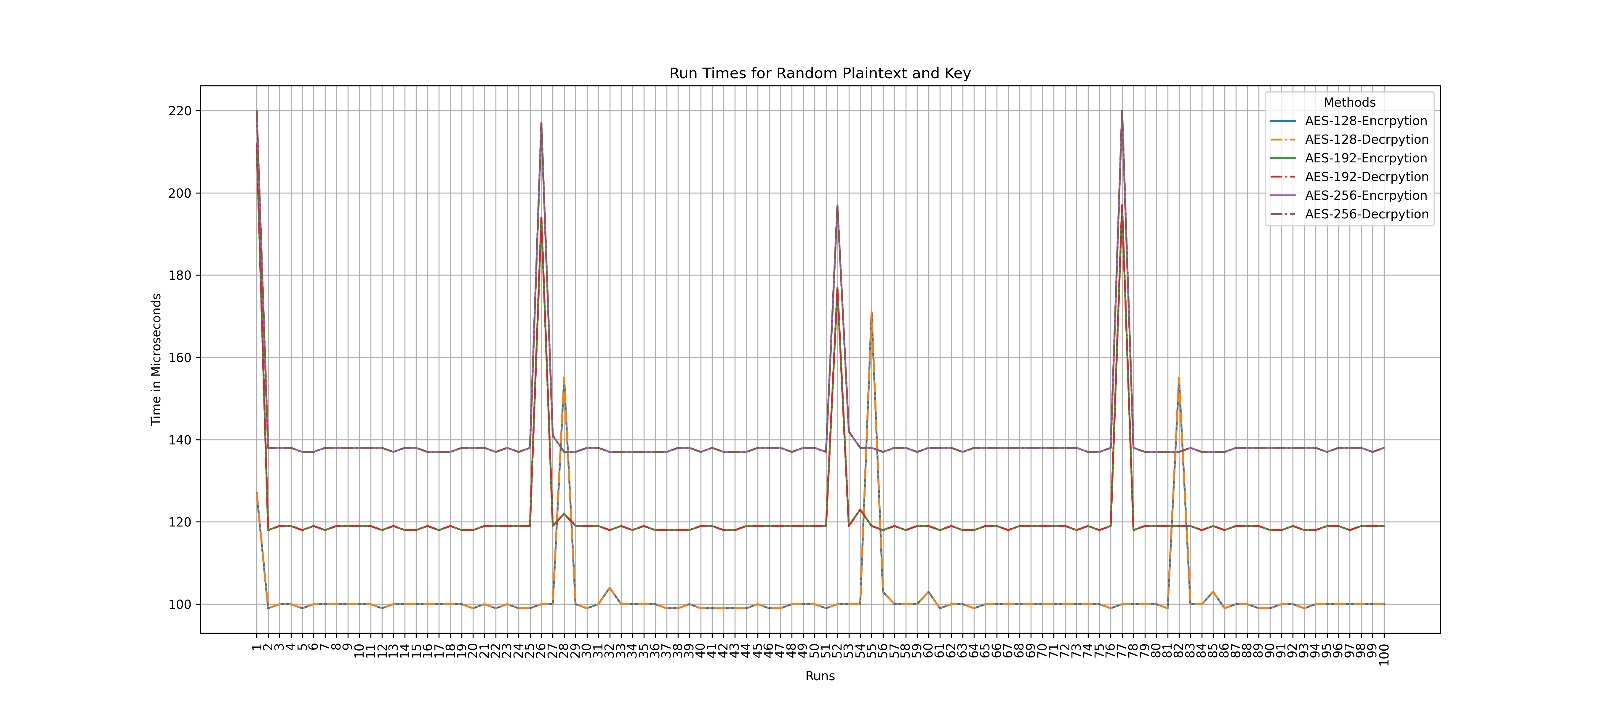 Run Times for Random Plaintext and Key
Methods
AES-128-Encrpytion
AES-128-Decrpytion
AES-192-Encrpytion
AES-192-Decrpytion
AES-256-Encrpytion
AES-256-Decrpytion
220
200
180
160
140
120
100
Time in Microseconds
1 2 3 4 5 6 7 8 9 10 11 12 13 14 15 16 17 18 19 20 21 22 23 24 25 26 27 28 29 30 31 32 33 34 35 36 37 38 39 40 41 42 43 44 45 46 47 48 49 50 51 52 53 54 55 56 57 58 59 60 61 62 63 64 65 66 67 68 69 70 71 72 73 74 75 76 77 78 79 80 81 82 83 84 85 86 87 88 89 90 91 92 93 94 95 96 97 98 99 100
Runs